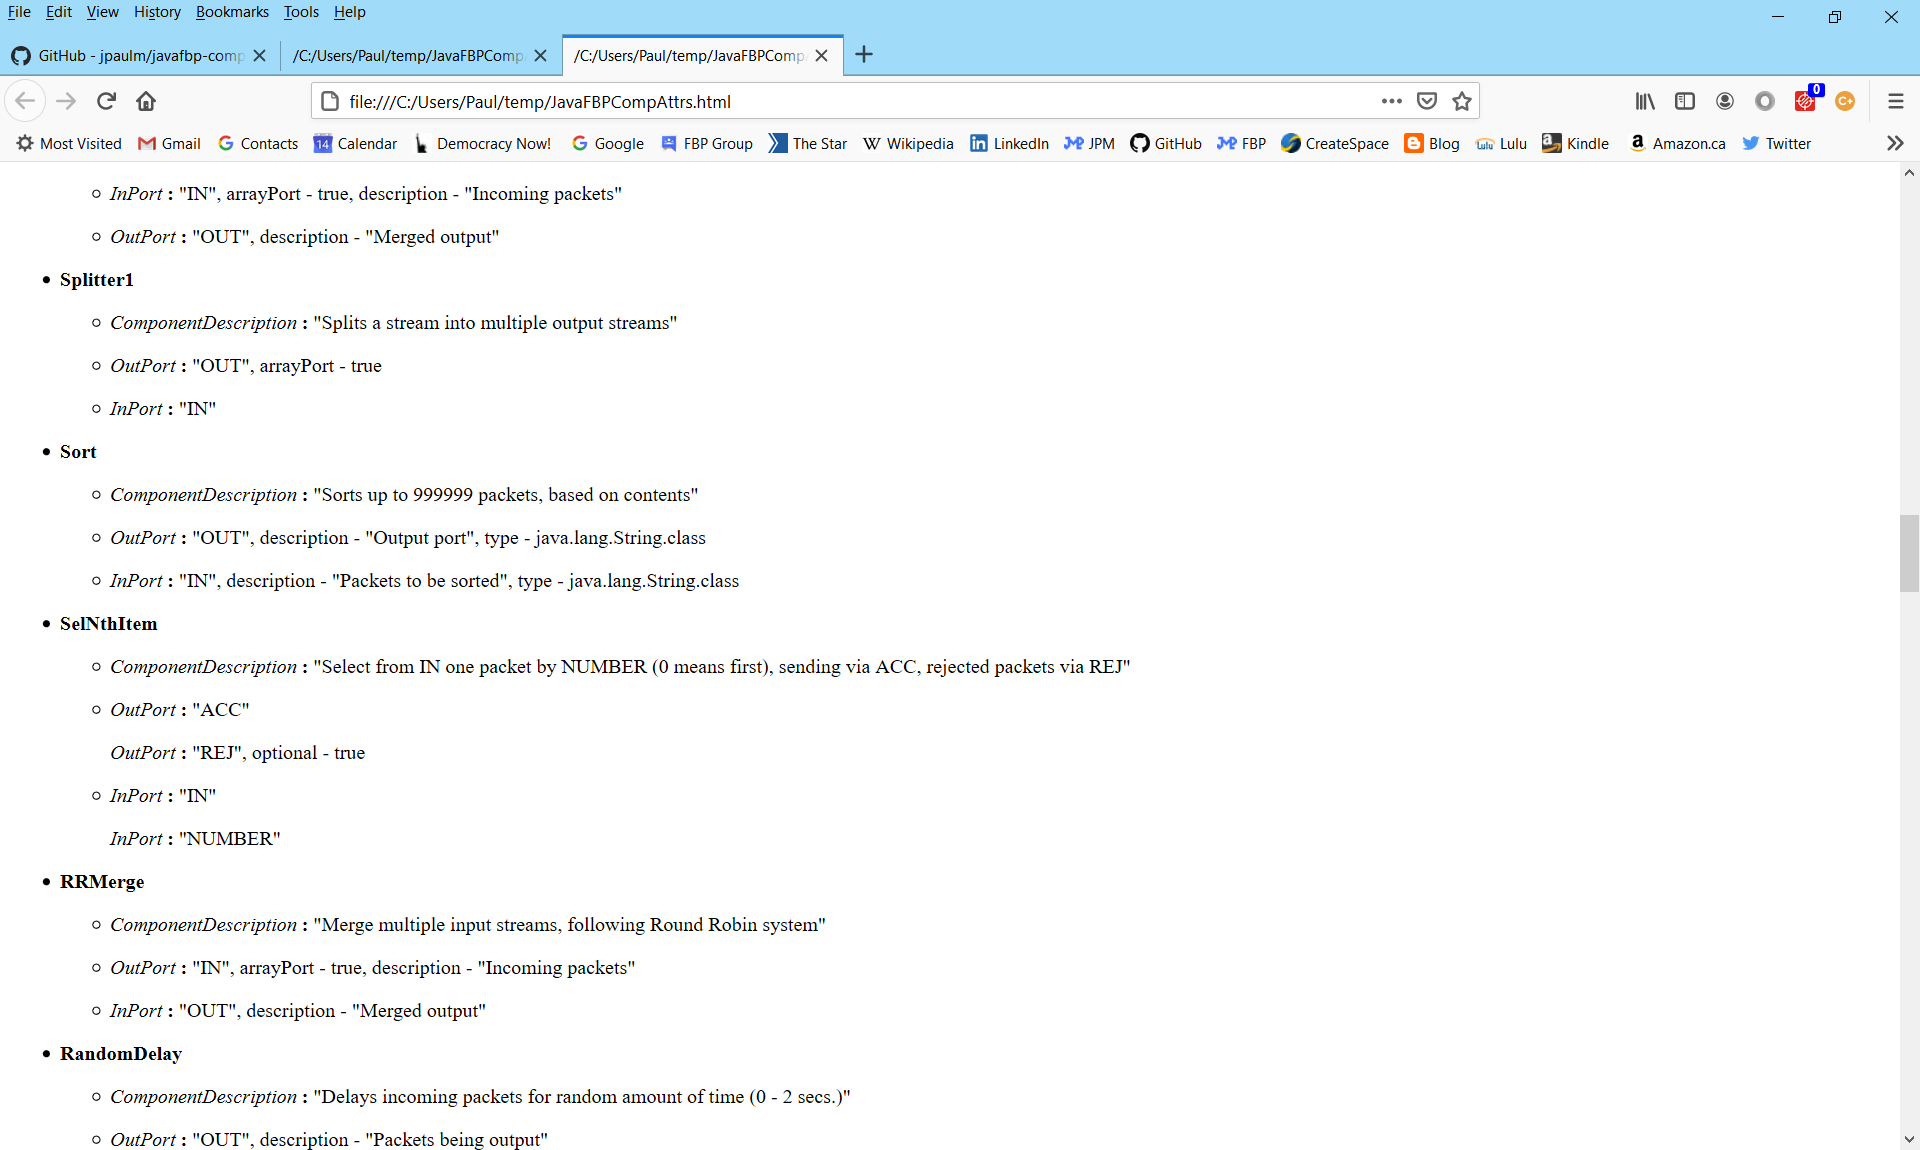 File Edit View History Bookmarks Tools Help
GitHub - jpaulm/javafbp-comp /C:/Users/Paul/temp/JavaFBPComp /C:/Users/Paul/temp/JavaFBPComp
file:///C:/Users/Paul/temp/JavaFBPCompAttrs.html 0 C+
Most Visited Gmail Contacts 14 Calendar Democracy Now! Google FBP Group The Star Wikipedia LinkedIn JPM GitHub FBP CreateSpace Blog Lulu Kindle Amazon.ca Twitter
InPort : "IN", arrayPort - true, description - "Incoming packets"
OutPort : "OUT", description - "Merged output"
Splitter1
ComponentDescription : "Splits a stream into multiple output streams"
OutPort : "OUT", arrayPort - true
InPort : "IN"
Sort
ComponentDescription : "Sorts up to 999999 packets, based on contents"
OutPort : "OUT", description - "Output port", type - java.lang.String.class
InPort : "IN", description - "Packets to be sorted", type - java.lang.String.class
SelNthItem
ComponentDescription : "Select from IN one packet by NUMBER (0 means first), sending via ACC, rejected packets via REJ"
OutPort : "ACC"
OutPort : "REJ", optional - true
InPort : "IN"
InPort : "NUMBER"
RRMerge
ComponentDescription : "Merge multiple input streams, following Round Robin system"
OutPort : "IN", arrayPort - true, description - "Incoming packets"
InPort : "OUT", description - "Merged output"
RandomDelay
ComponentDescription : "Delays incoming packets for random amount of time (0 - 2 secs.)"
OutPort : "OUT", description - "Packets being output"